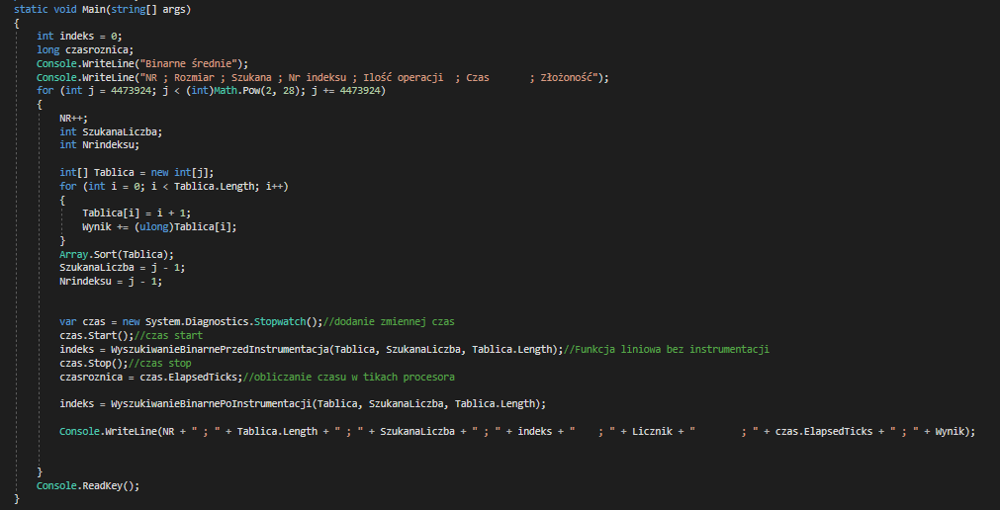 static void Main(string[] args)
{
int indeks = 0;
long czasroznica;
Console.WriteLine("Binarne średnie");
Console.WriteLine("NR ; Rozmiar ; Szukana ; Nr indeksu ; Ilość operacji  ; Czas       ; Złożoność");
for (int j = 4473924; j < (int)Math.Pow(2, 28); j += 4473924)
{
NR++;
int SzukanaLiczba;
int Nrindeksu;
int[] Tablica = new int[j];
for (int i = 0; i < Tablica.Length; i++)
{
Tablica[i] = i + 1;
Wynik += (ulong)Tablica[i];
}
Array.Sort(Tablica);
SzukanaLiczba = j - 1;
Nrindeksu = j - 1;
var czas = new System.Diagnostics.Stopwatch();//dodanie zmiennej czas
czas.Start();//czas start
indeks = WyszukiwanieBinarnePrzedInstrumentacja(Tablica, SzukanaLiczba, Tablica.Length);//Funkcja liniowa bez instrumentacji
czas.Stop();//czas stop
czasroznica = czas.ElapsedTicks;//obliczanie czasu w tikach procesora
indeks = WyszukiwanieBinarnePoInstrumentacji(Tablica, SzukanaLiczba, Tablica.Length);
Console.WriteLine(NR + " ; " + Tablica.Length + " ; " + SzukanaLiczba + " ; " + indeks + "    ; " + Licznik + "        ; " + czas.ElapsedTicks + " ; " + Wynik);
}
Console.ReadKey();
}